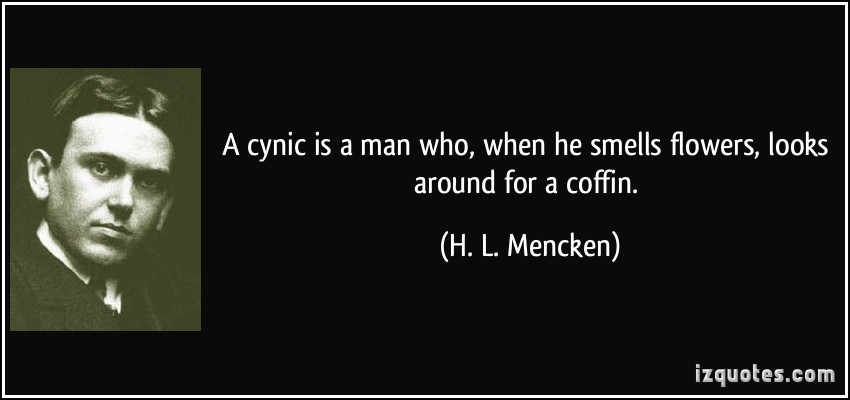 A cynic is a man who, when he smells flowers, looks
around for a coffin.
(H. L. Mencken)
izquotes.com